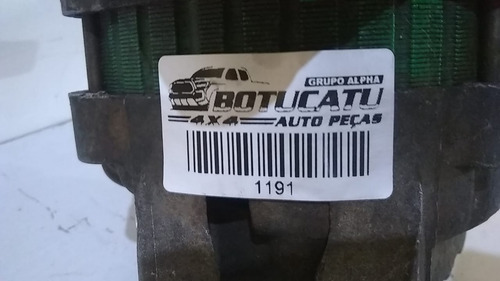 GRUPO ALPHA
BOTUCATU
4X4 AUTO PEÇAS
1191